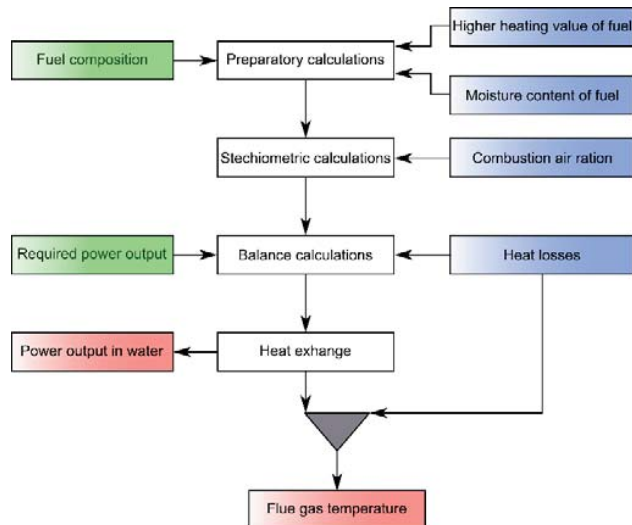 Higher heating value of fuel
Fuel composition
Preparatory calculations
Moisture content of fuel
Stechiometric calculations
Combustion air ration
Required power output
Balance calculations
Heat losses
Power output in water
Heat exhange
Flue gas temperature